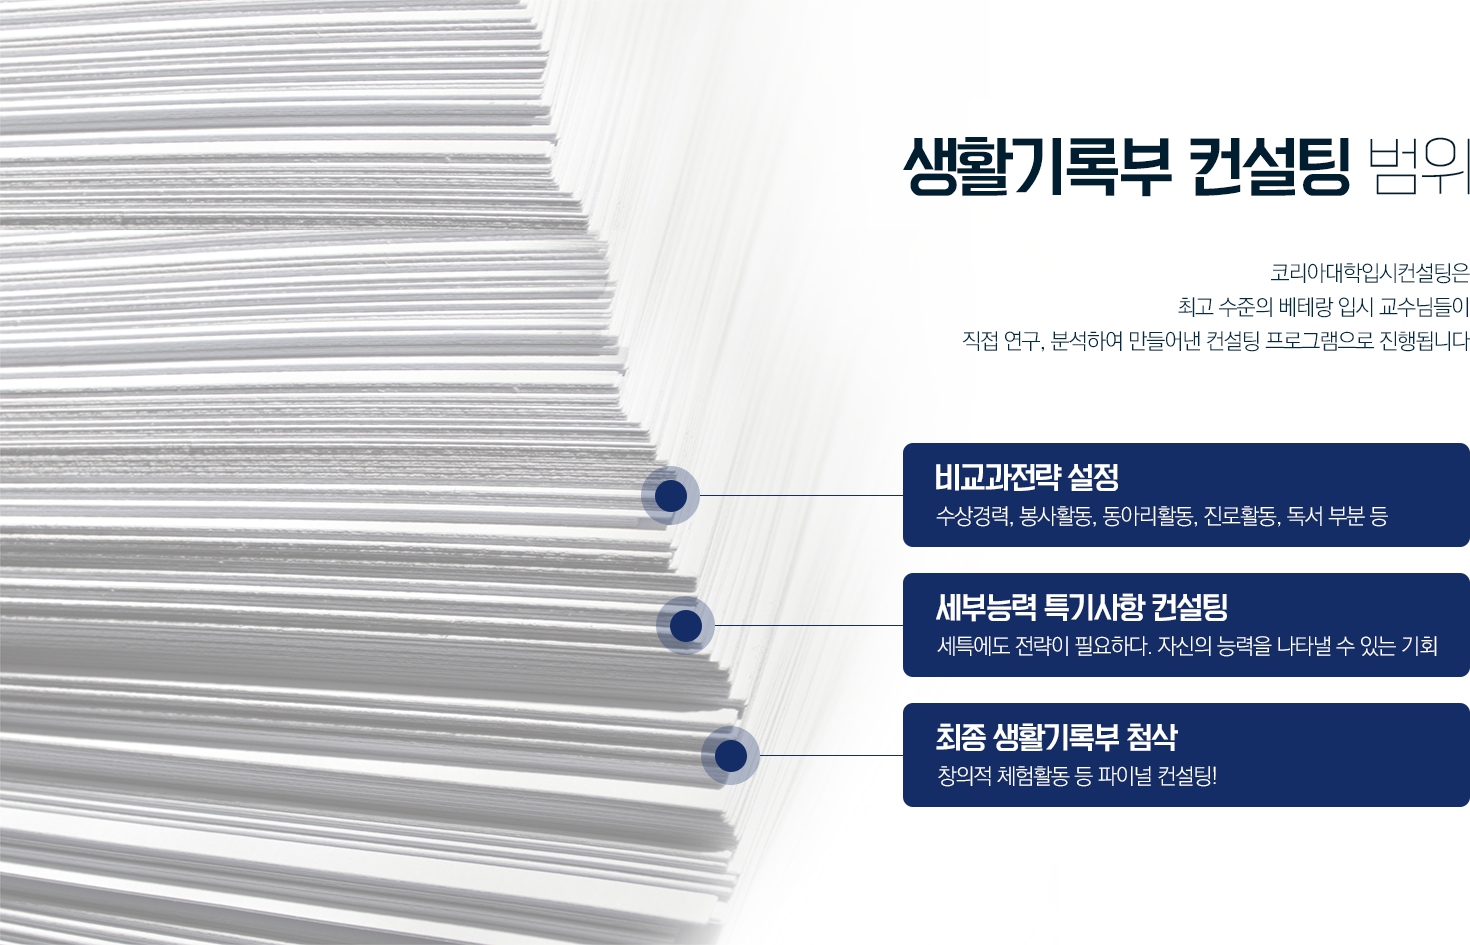 생활기록부 컨설팅 범위
코리아대학입시컨설팅은
최고 수준의 베테랑 입시 교수님들이
직접 연구, 분석하여 만들어낸 컨설팅 프로그램으로 진행됩니다
비교과전략 설정
수상경력, 봉사활동, 동아리활동, 진로활동, 독서 부분 등
세부능력 특기사항 컨설팅
세특에도 전략이 필요하다. 자신의 능력을 나타낼 수 있는 기회
최종 생활기록부 첨삭
창의적 체험활동 등 파이널 컨설팅!